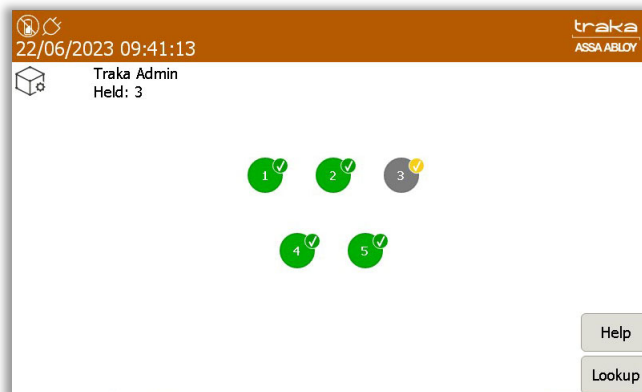 22/06/2023 09:41:13
traka
ASSA ABLOY
Traka Admin
Held: 3
1 2 3
4 5
Help
Lookup